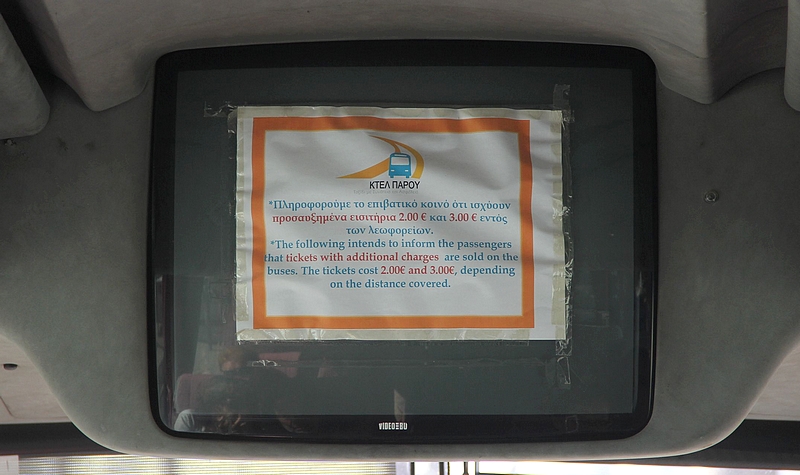 ΚΤΕΛ ΠΑΡΟΥ
*Πληροφορούμε το επιβατικό κοινό ότι ισχύουν
προσαυξημένα εισιτήρια 2.00 € και 3.00 € εντός
των λεωφορείων.
*The following intends to inform the passengers
that tickets with additional charges are sold on the
buses. The tickets cost 2.00€ and 3.00€, depending
on the distance covered.